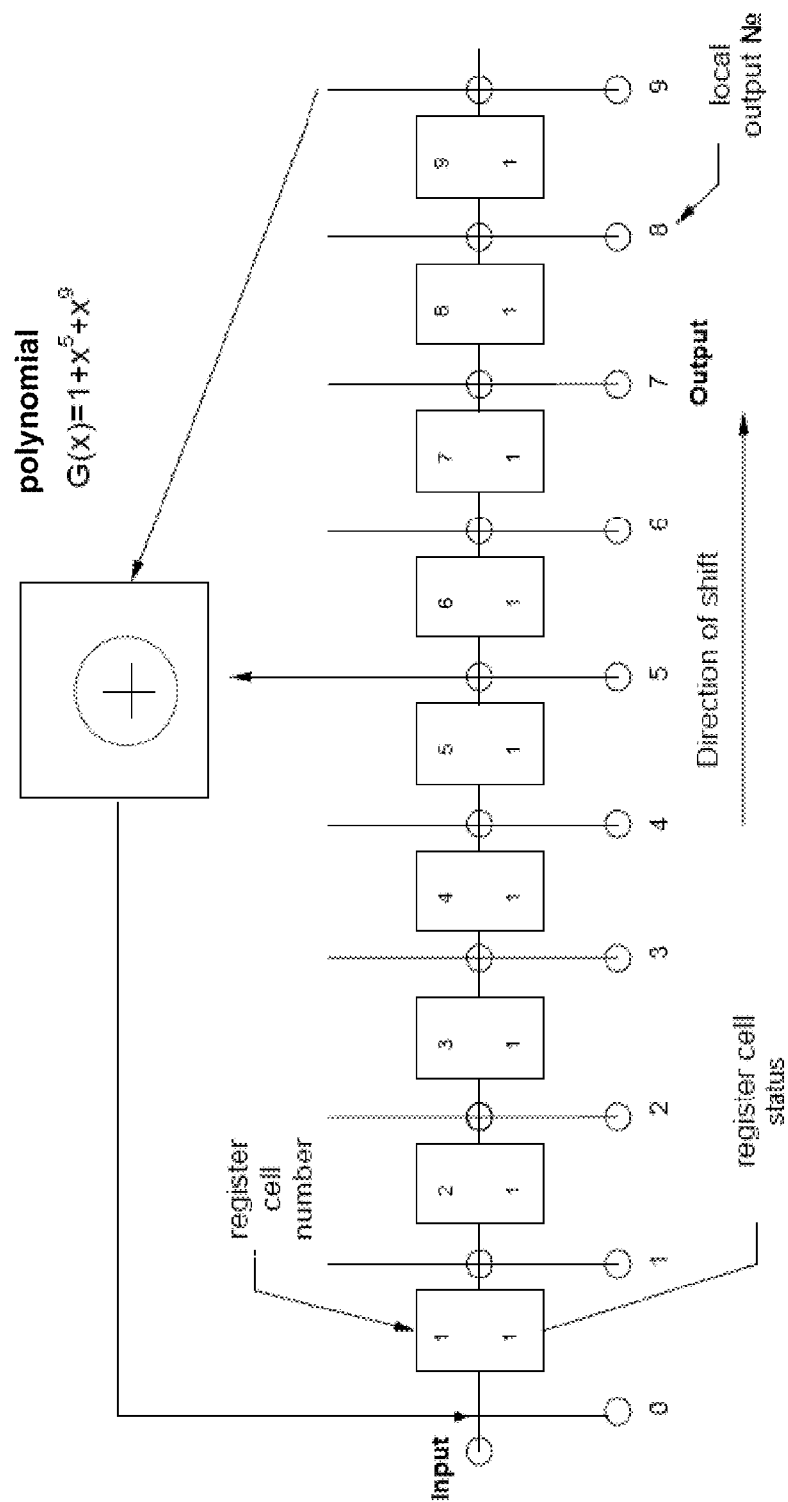 polynomial
G(x)=1+x⁵+x⁹
register
cell
number
Input
1
1
2
1
3
1
4
1
5
1
6
1
7
1
8
1
9
1
0
1
2
3
4
5
6
7
8
9
Output
local
output №
Direction of shift
register cell
status